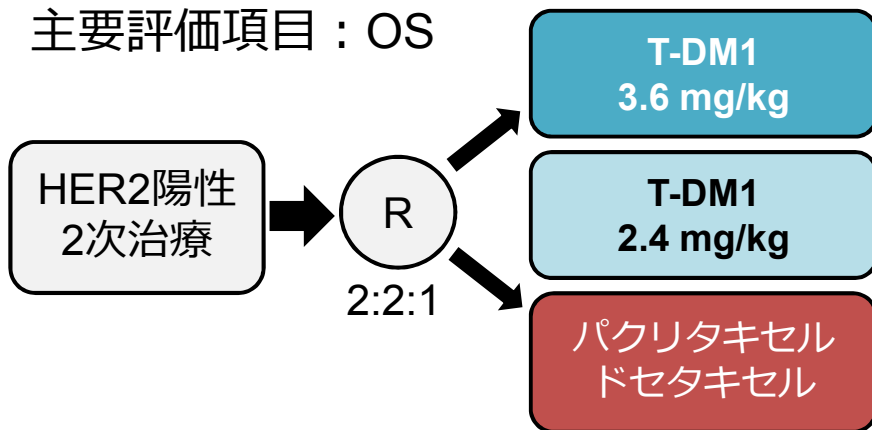 主要評価項目：OS
HER2陽性
2次治療
R
2:2:1
T-DM1
3.6 mg/kg
T-DM1
2.4 mg/kg
パクリタキセル
ドセタキセル